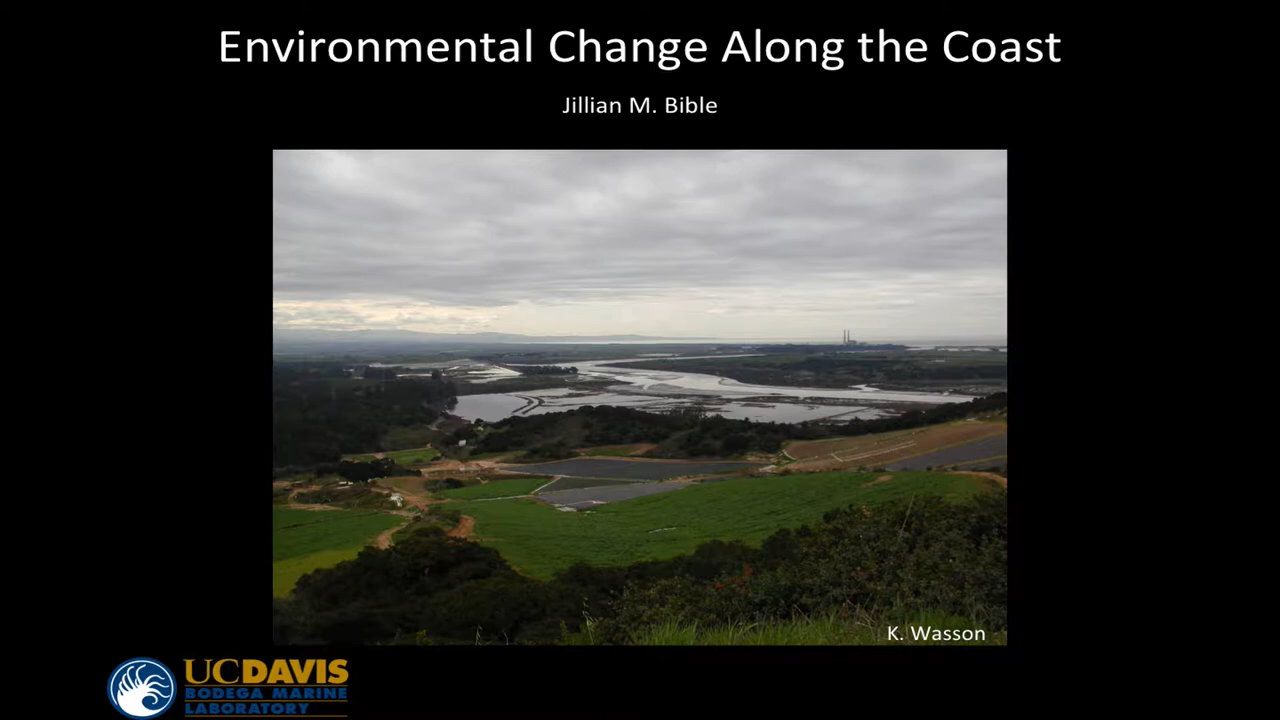 Environmental Change Along the Coast
Jillian M. Bible
K. Wasson
UCDAVIS
BODEGA MARINE
LABORATORY